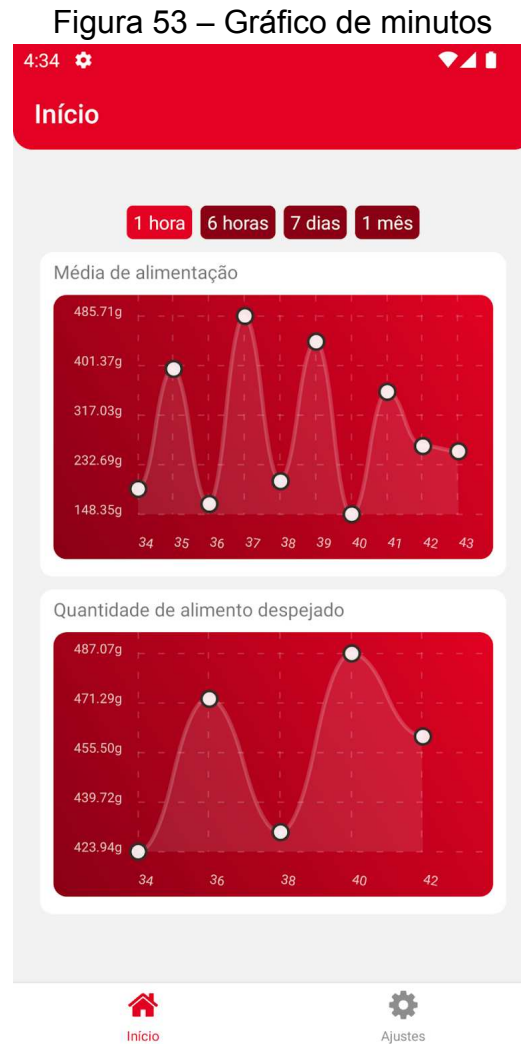 Figura 53 – Gráfico de minutos
4:34
Início
1 hora 6 horas 7 dias 1 mês
Média de alimentação
485.71g
401.37g
317.03g
232.69g
148.35g
34 35 36 37 38 39 40 41 42 43
Quantidade de alimento despejado
487.07g
471.29g
455.50g
439.72g
423.94g
34 36 38 40 42
Início Ajustes